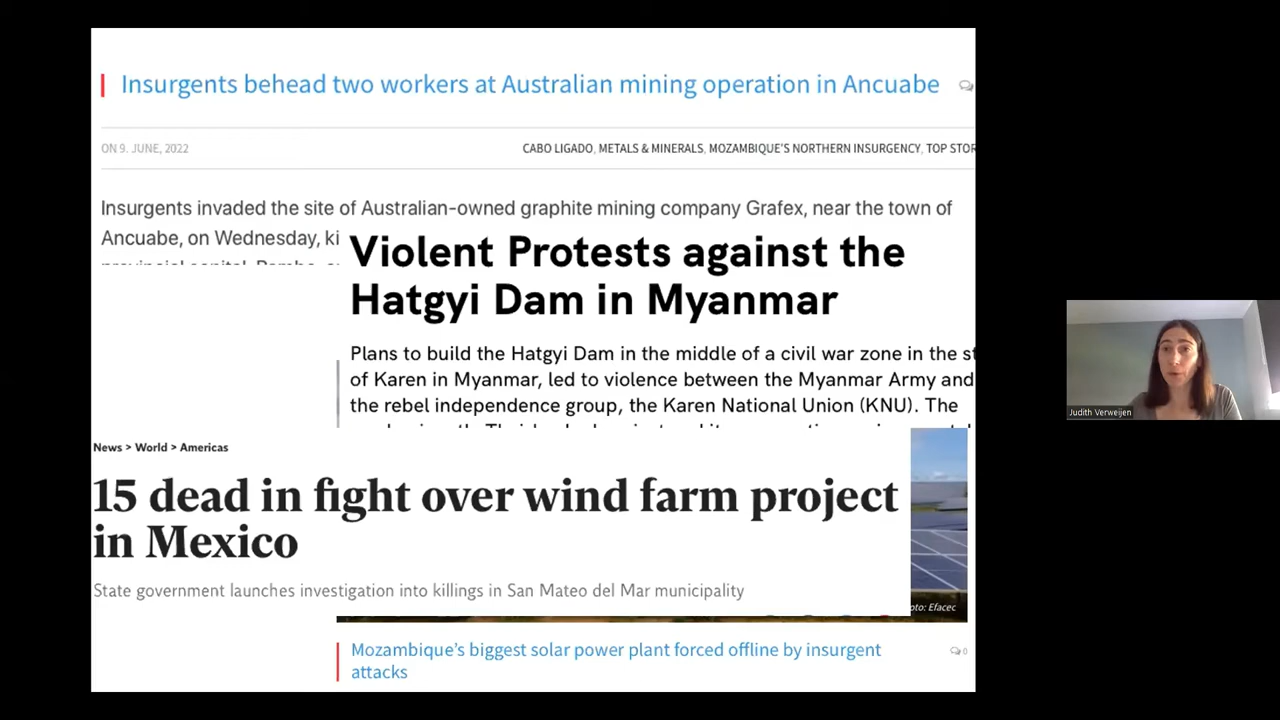 Insurgents behead two workers at Australian mining operation in Ancuabe
ON 9. JUNE, 2022
CABO LIGADO, METALS & MINERALS, MOZAMBIQUE'S NORTHERN INSURGENCY, TOP STOR
Insurgents invaded the site of Australian-owned graphite mining company Grafex, near the town of
Ancuabe, on Wednesday, ki
Violent Protests against the
Hatgyi Dam in Myanmar
Plans to build the Hatgyi Dam in the middle of a civil war zone in the st
of Karen in Myanmar, led to violence between the Myanmar Army and
the rebel independence group, the Karen National Union (KNU). The
News > World > Americas
15 dead in fight over wind farm project
in Mexico
State government launches investigation into killings in San Mateo del Mar municipality
oto: Efacec
Mozambique's biggest solar power plant forced offline by insurgent
attacks
0
Judith Verweijen